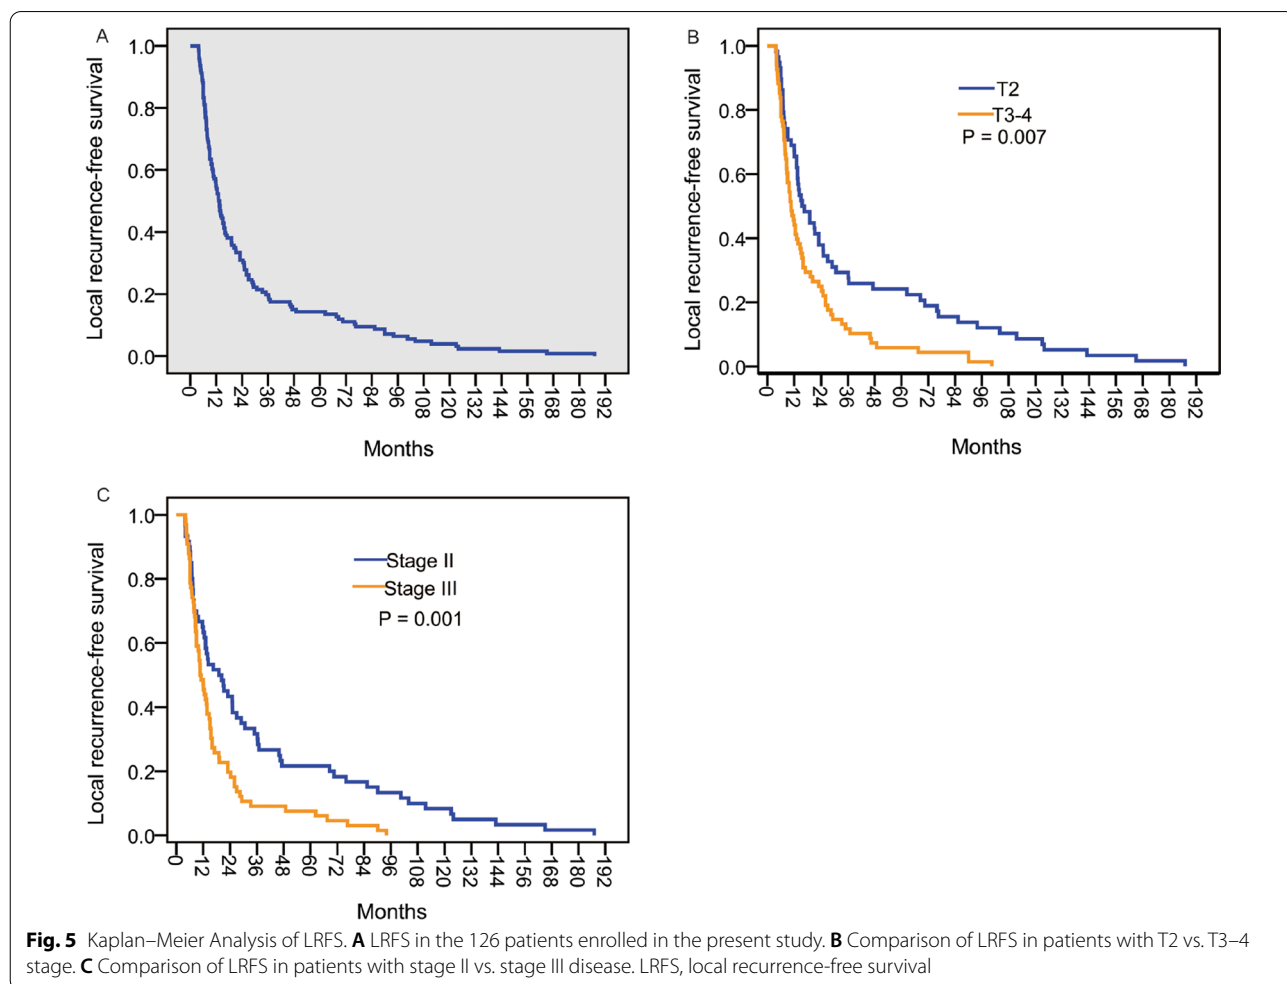 A
Local recurrence-free survival
1.0
0.8
0.6
0.4
0.2
0.0
0 12 24 36 48 60 72 84 96 108 120 132 144 156 168 180 192
Months
B
Local recurrence-free survival
1.0
0.8
0.6
0.4
0.2
0.0
T2
T3-4
P = 0.007
0 12 24 36 48 60 72 84 96 108 120 132 144 156 168 180 192
Months
C
Local recurrence-free survival
1.0
0.8
0.6
0.4
0.2
0.0
Stage II
Stage III
P = 0.001
0 12 24 36 48 60 72 84 96 108 120 132 144 156 168 180 192
Months
Fig. 5 Kaplan–Meier Analysis of LRFS. A LRFS in the 126 patients enrolled in the present study. B Comparison of LRFS in patients with T2 vs. T3–4
stage. C Comparison of LRFS in patients with stage II vs. stage III disease. LRFS, local recurrence-free survival